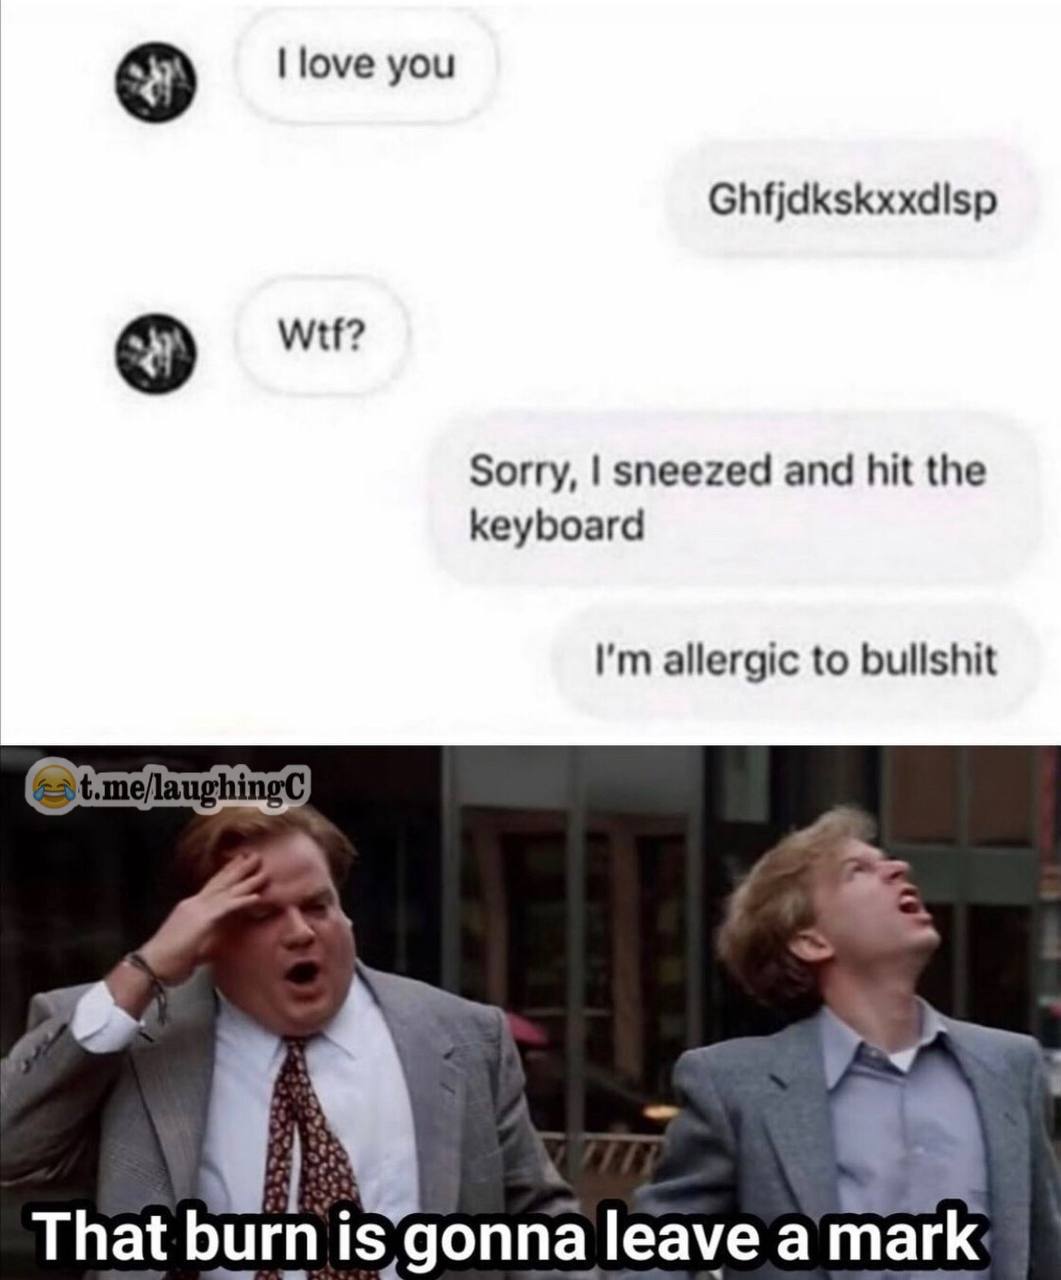 I love you
Ghfjdkskxxdlsp
Wtf?
Sorry, I sneezed and hit the
keyboard
I'm allergic to bullshit
t.me/laughingC
That burn is gonna leave a mark